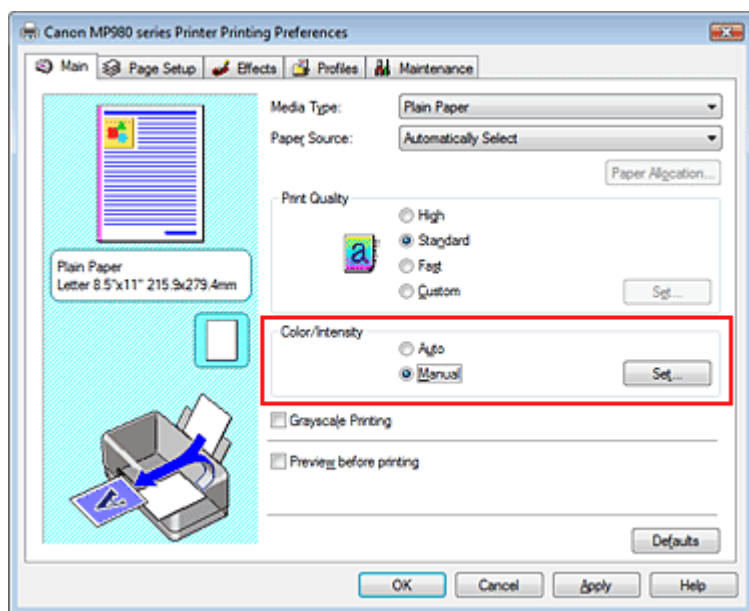 Canon MP980 series Printer Printing Preferences
Main Page Setup Effects Profiles Maintenance
Media Type: Plain Paper
Paper Source: Automatically Select
Paper Allocation...
Print Quality
High
Standard
Fast
Custom Set...
Plain Paper
Letter 8.5"x11" 215.9x279.4mm
Color/Intensity
Auto
Manual Set...
Grayscale Printing
Preview before printing
Defaults
OK Cancel Apply Help